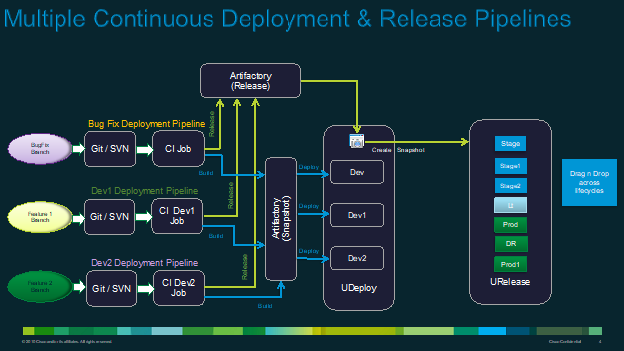 Multiple Continuous Deployment & Release Pipelines
Artifactory
(Release)
Bug Fix Deployment Pipeline
BugFix
Branch
Git / SVN
CI Job
Release
Build
Dev1 Deployment Pipeline
Feature 1
Branch
Git / SVN
CI Dev1
Job
Release
Build
Dev2 Deployment Pipeline
Feature 2
Branch
Git / SVN
CI Dev2
Job
Release
Build
Artifactory
(Snapshot)
Deploy
Deploy
Deploy
Create Snapshot
Dev
Dev1
Dev2
UDeploy
Stage
Stage1
Stage2
Prod
DR
Prod1
URelease
Drag n Drop
across
lifecycles
© 2010 Cisco and/or its affiliates. All rights reserved.
Cisco Confidential
4